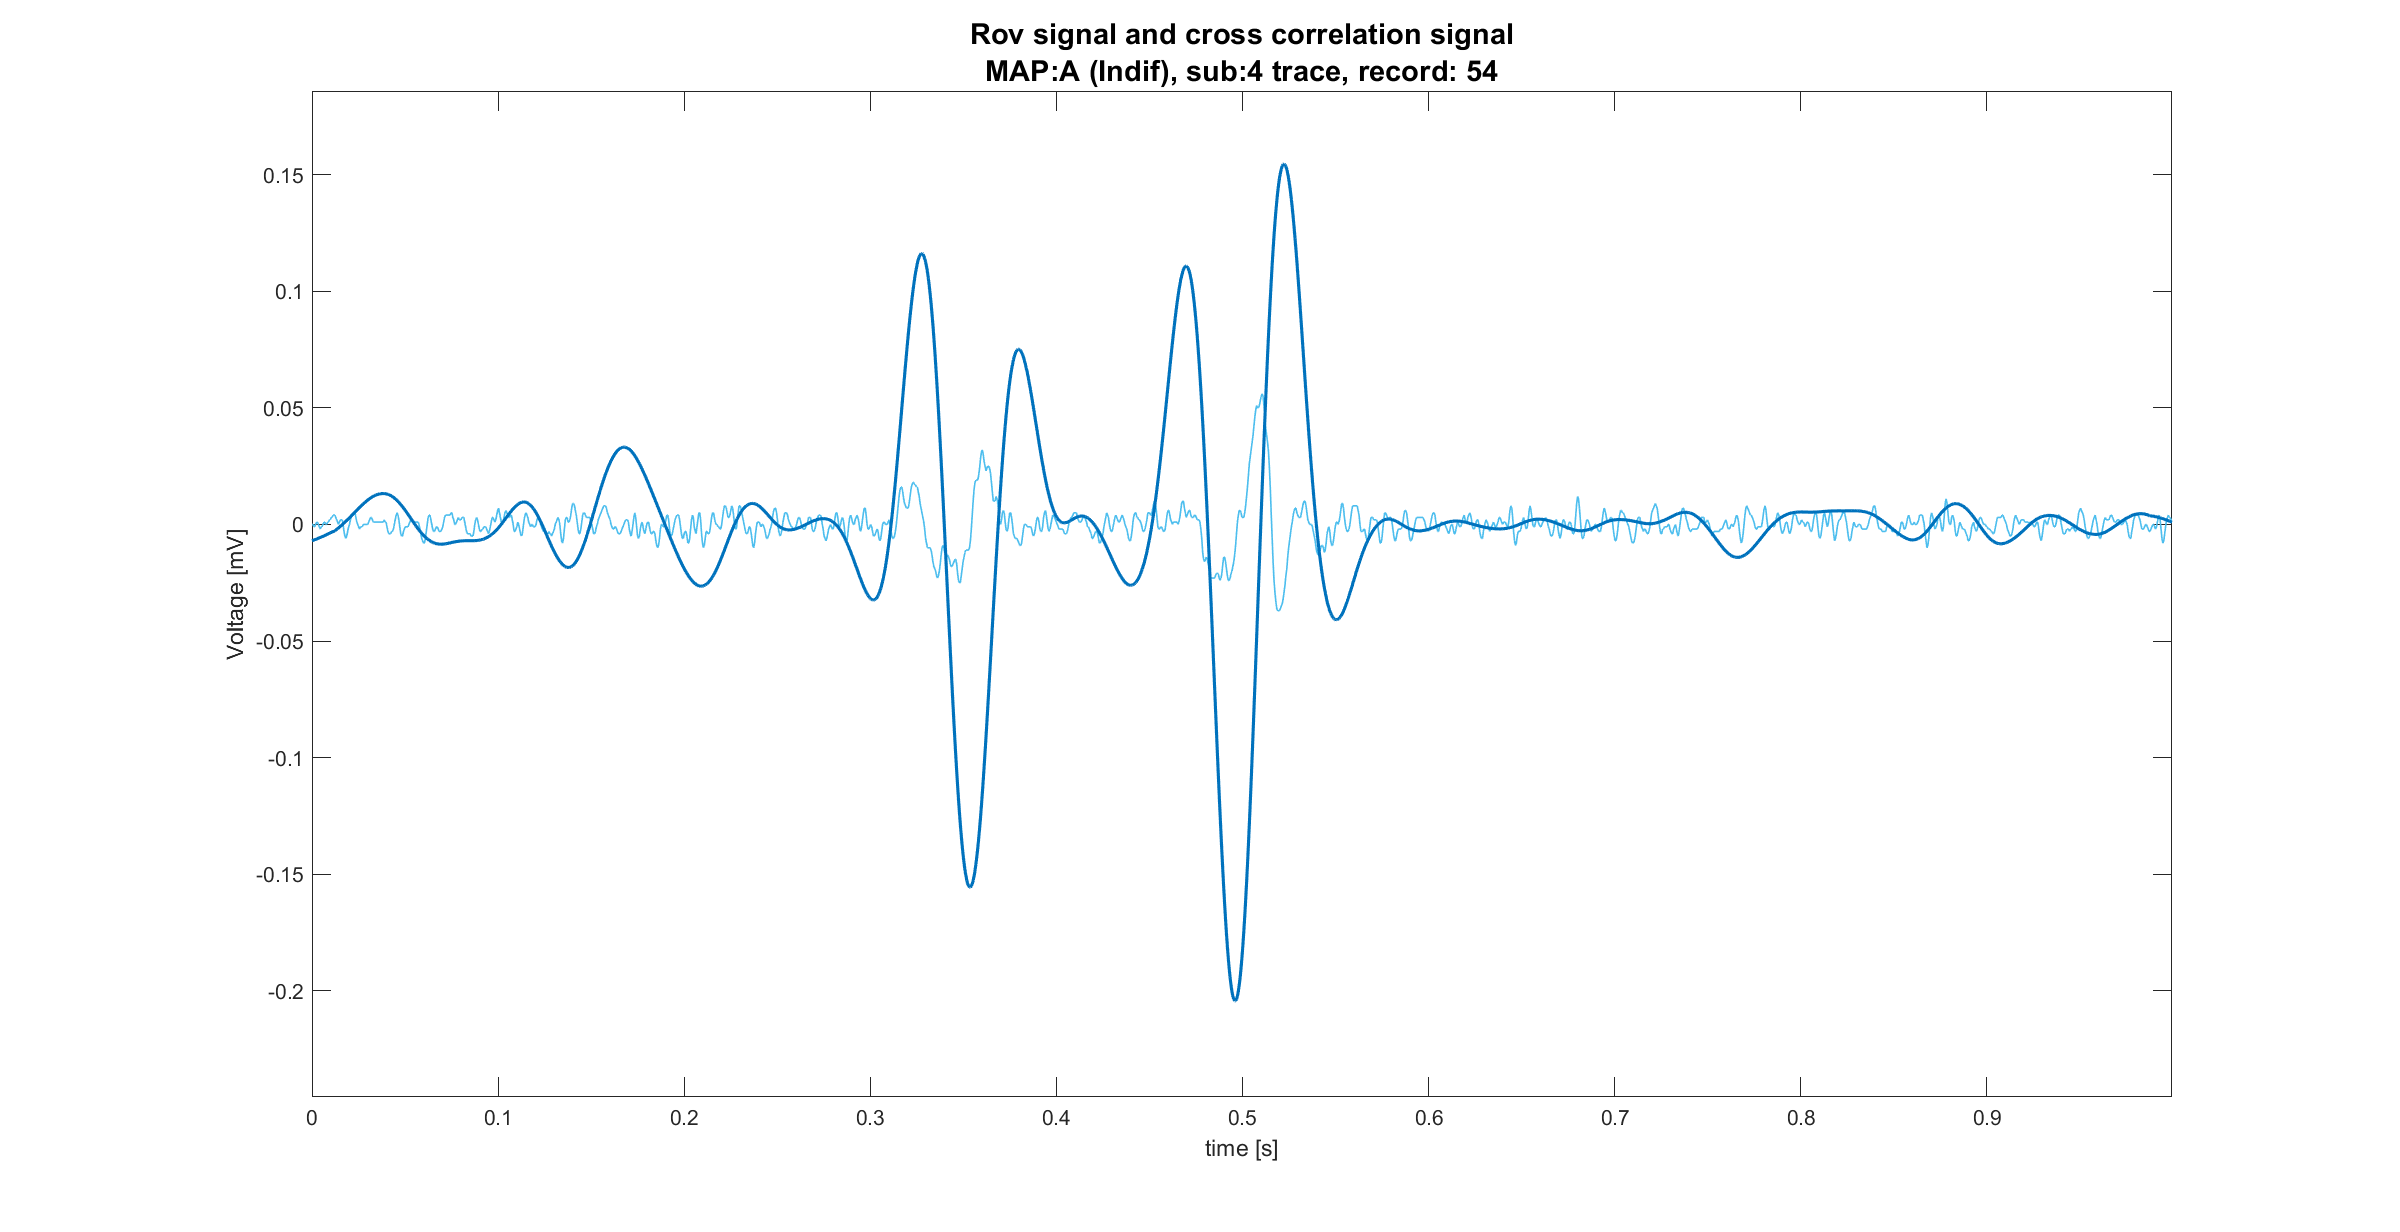 Rov signal and cross correlation signal
MAP:A (Indif), sub:4 trace, record: 54
0.15
0.1
0.05
0
-0.05
-0.1
-0.15
-0.2
Voltage [mV]
0 0.1 0.2 0.3 0.4 0.5 0.6 0.7 0.8 0.9
time [s]